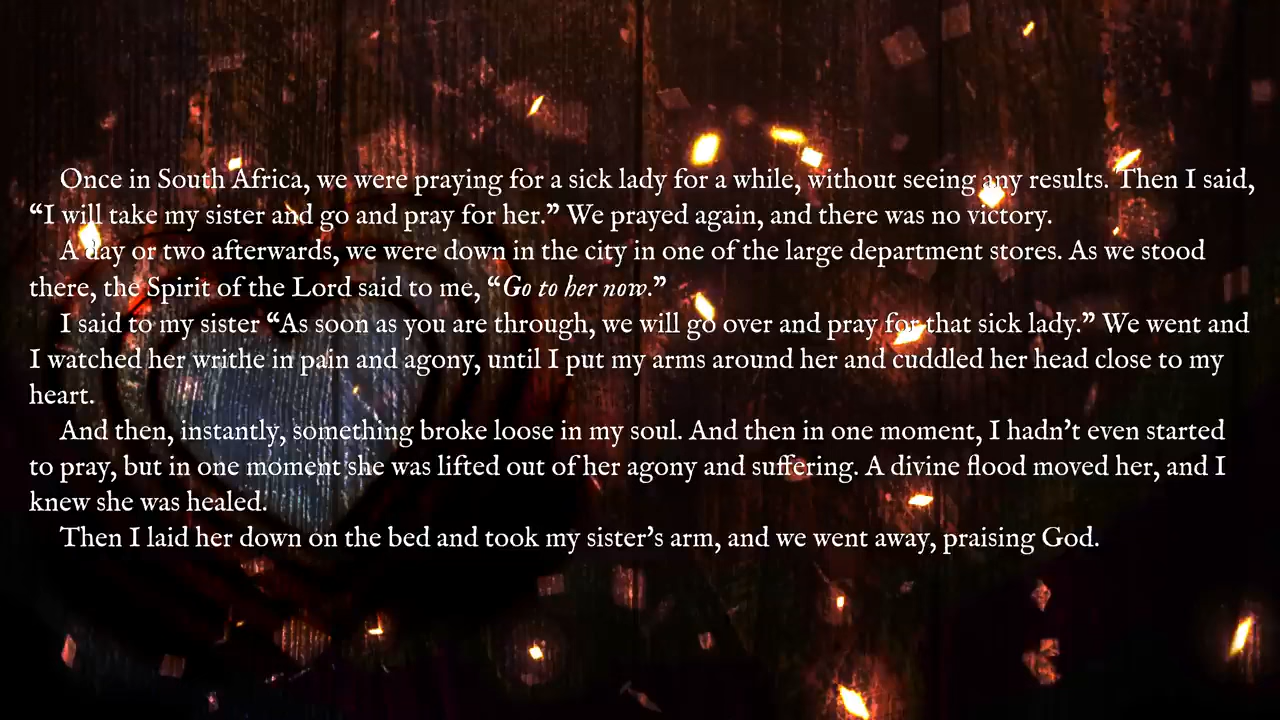 Once in South Africa, we were praying for a sick lady for a while, without seeing any results. Then I said,
“I will take my sister and go and pray for her.” We prayed again, and there was no victory.
A day or two afterwards, we were down in the city in one of the large department stores. As we stood
there, the Spirit of the Lord said to me, “Go to her now.”
I said to my sister “As soon as you are through, we will go over and pray for that sick lady.” We went and
I watched her writhe in pain and agony, until I put my arms around her and cuddled her head close to my
heart.
And then, instantly, something broke loose in my soul. And then in one moment, I hadn’t even started
to pray, but in one moment she was lifted out of her agony and suffering. A divine flood moved her, and I
knew she was healed.
Then I laid her down on the bed and took my sister’s arm, and we went away, praising God.